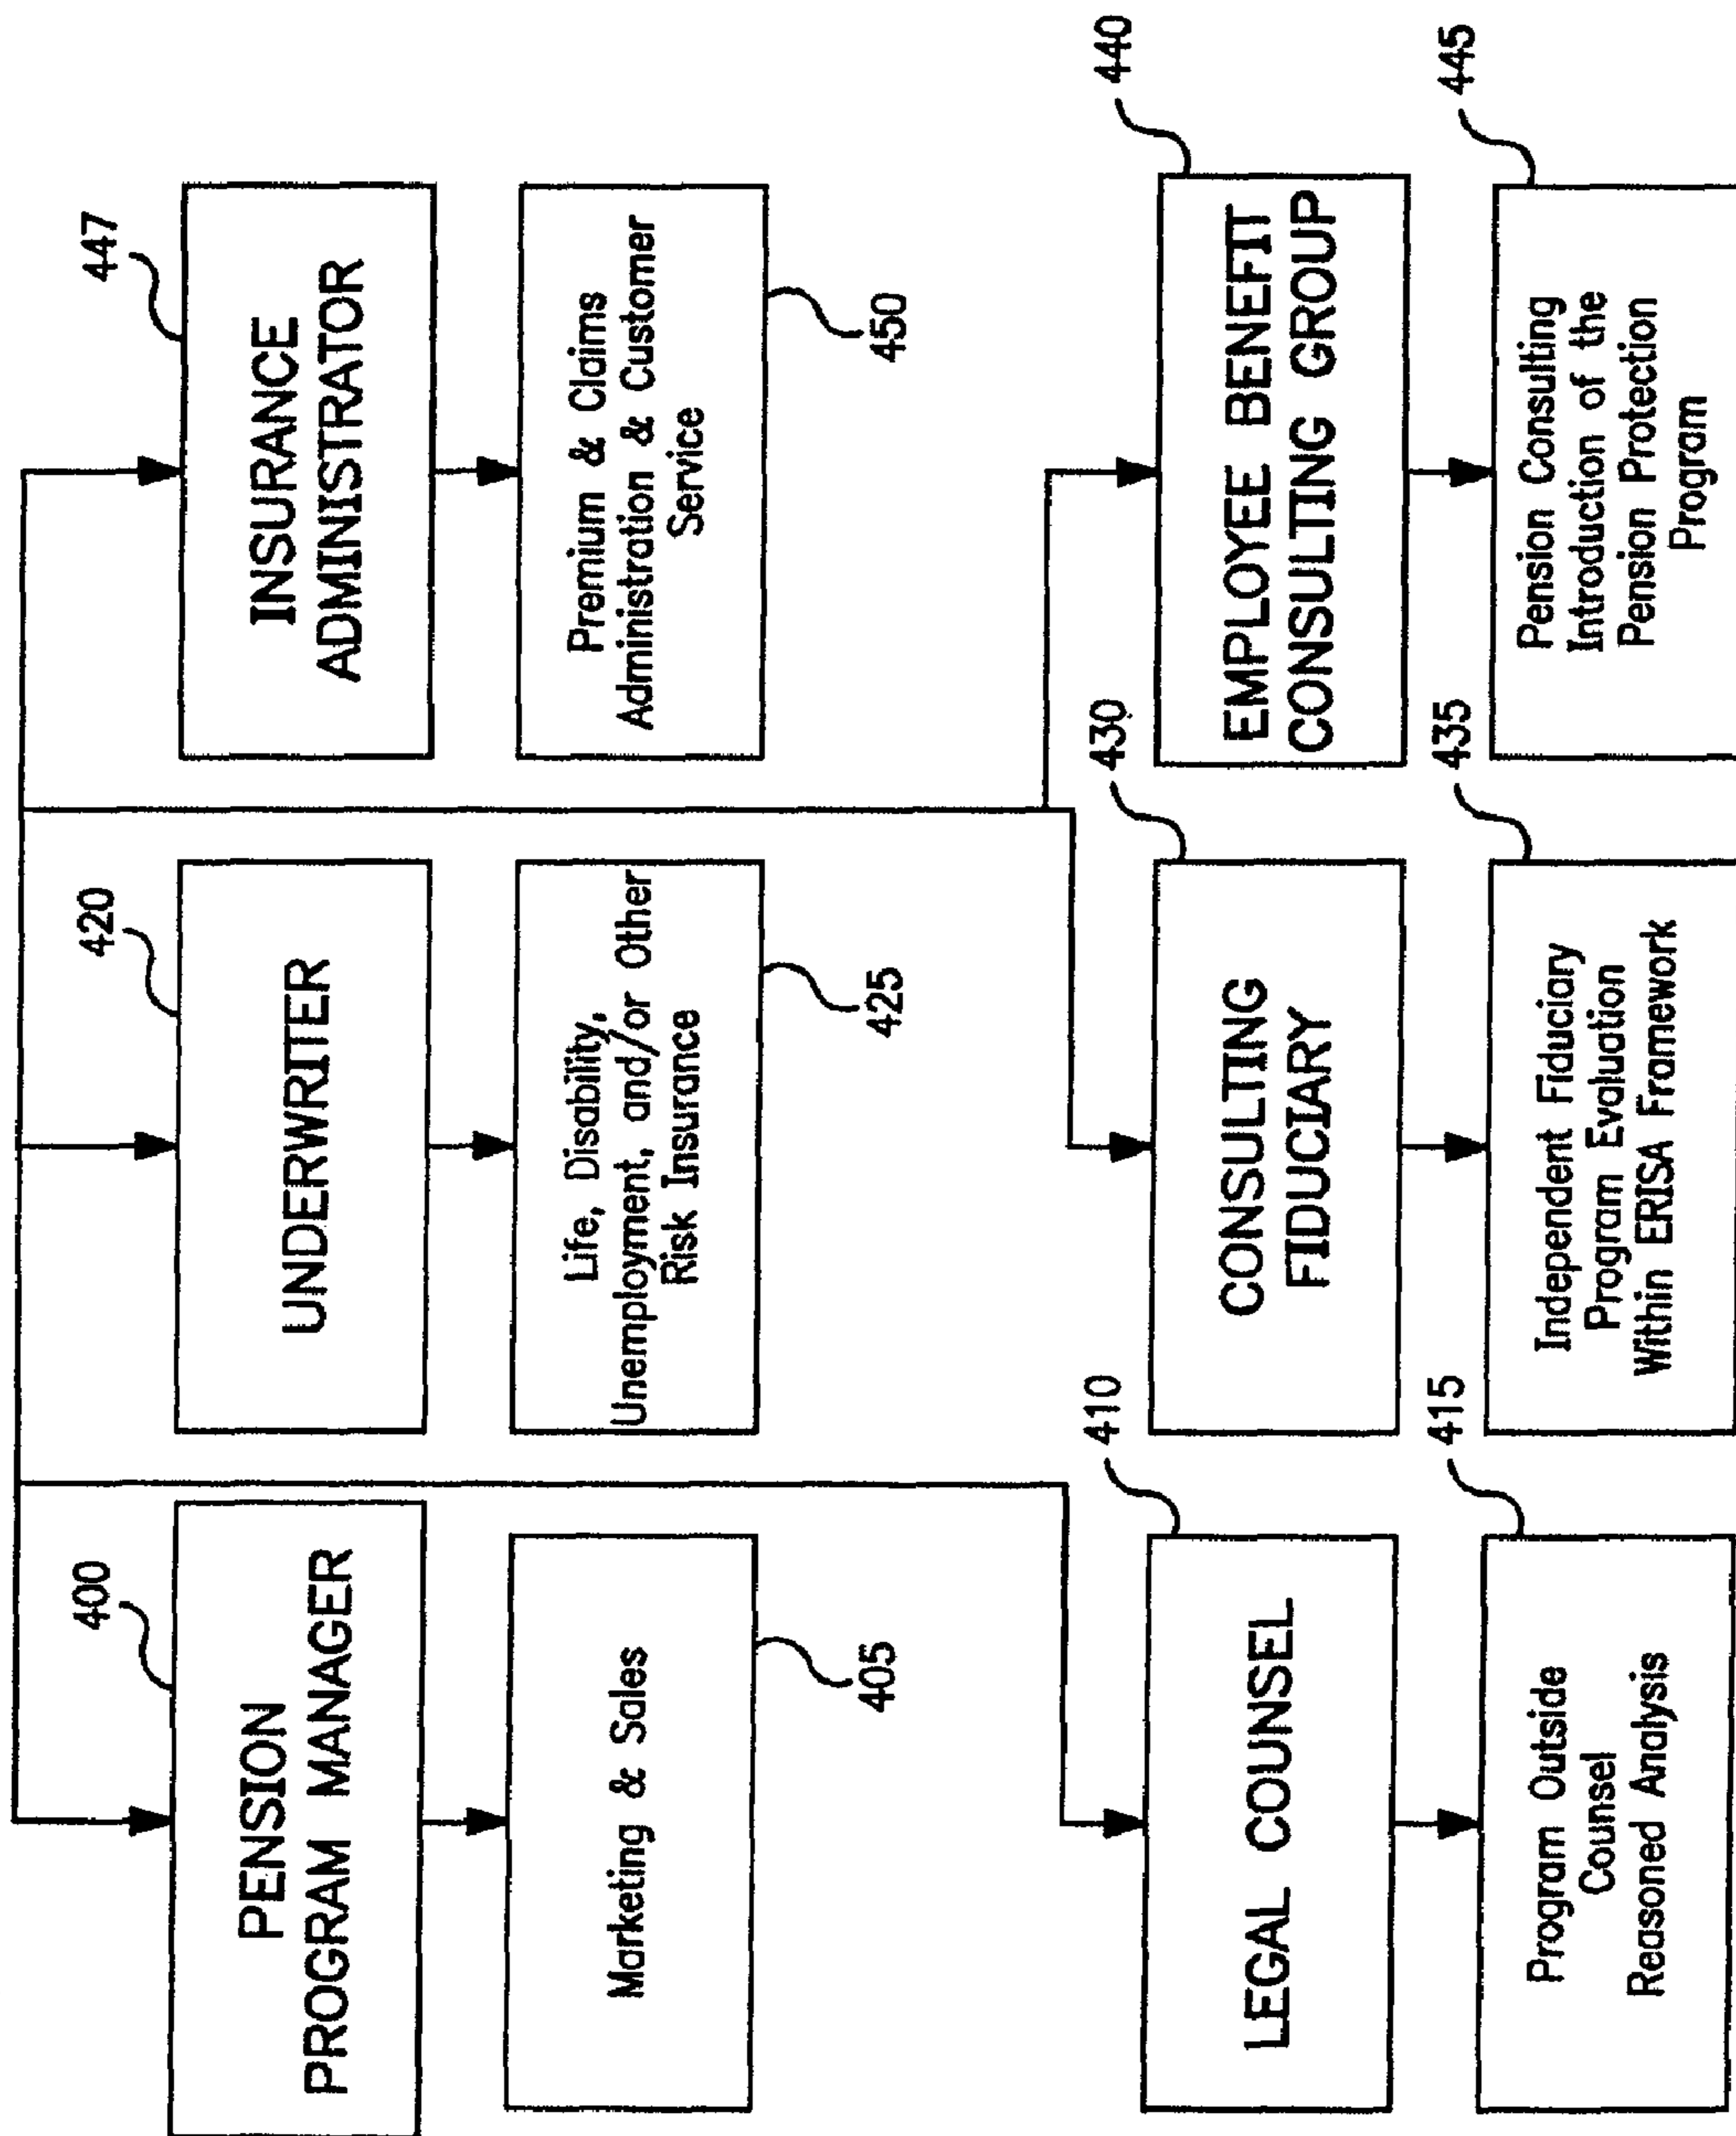 400
PENSION
PROGRAM MANAGER
Marketing & Sales
405
420
UNDERWRITER
Life, Disability,
Unemployment, and/or Other
Risk Insurance
425
447
INSURANCE
ADMINISTRATOR
Premium & Claims
Administration & Customer
Service
450
410
LEGAL COUNSEL
415
Program Outside
Counsel
Reasoned Analysis
430
CONSULTING
FIDUCIARY
435
Independent Fiduciary
Program Evaluation
Within ERISA Framework
440
EMPLOYEE BENEFIT
CONSULTING GROUP
445
Pension Consulting
Introduction of the
Pension Protection
Program